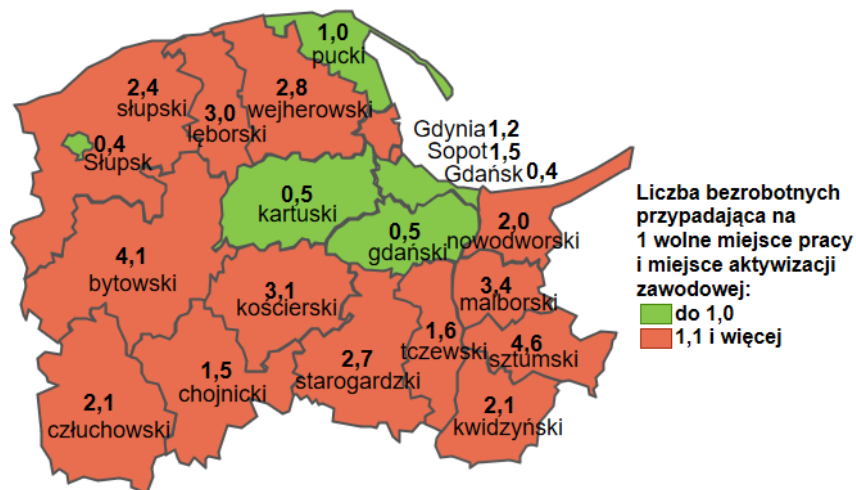 1,0
pucki
2,4
słupski
3,0
lęborski
2,8
wejherowski
Gdynia 1,2
Sopot 1,5
Gdańsk 0,4
0,4
Słupsk
0,5
kartuski
0,5
gdański
2,0
nowodworski
4,1
bytowski
3,1
kościerski
3,4
malborski
1,6
tczewski
4,6
sztumski
2,7
starogardzki
1,5
chojnicki
2,1
człuchowski
2,1
kwidzyński
Liczba bezrobotnych
przypadająca na
1 wolne miejsce pracy
i miejsce aktywizacji
zawodowej:
do 1,0
1,1 i więcej